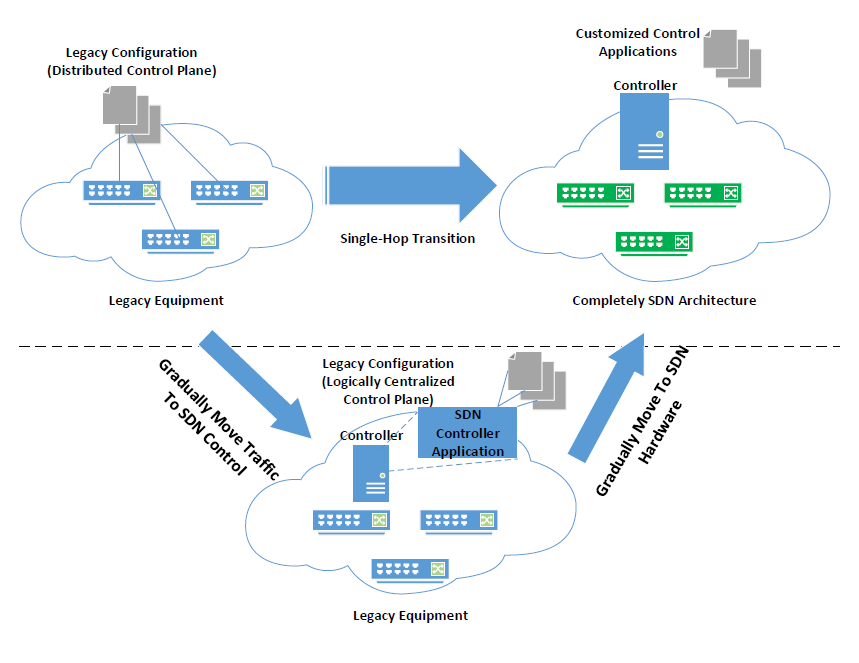 Legacy Configuration
(Distributed Control Plane)
Customized Control
Applications
Controller
Single-Hop Transition
Legacy Equipment
Completely SDN Architecture
Gradually Move Traffic
To SDN Control
Legacy Configuration
(Logically Centralized
Control Plane)
SDN
Controller
Application
Controller
Gradually Move To SDN
Hardware
Legacy Equipment